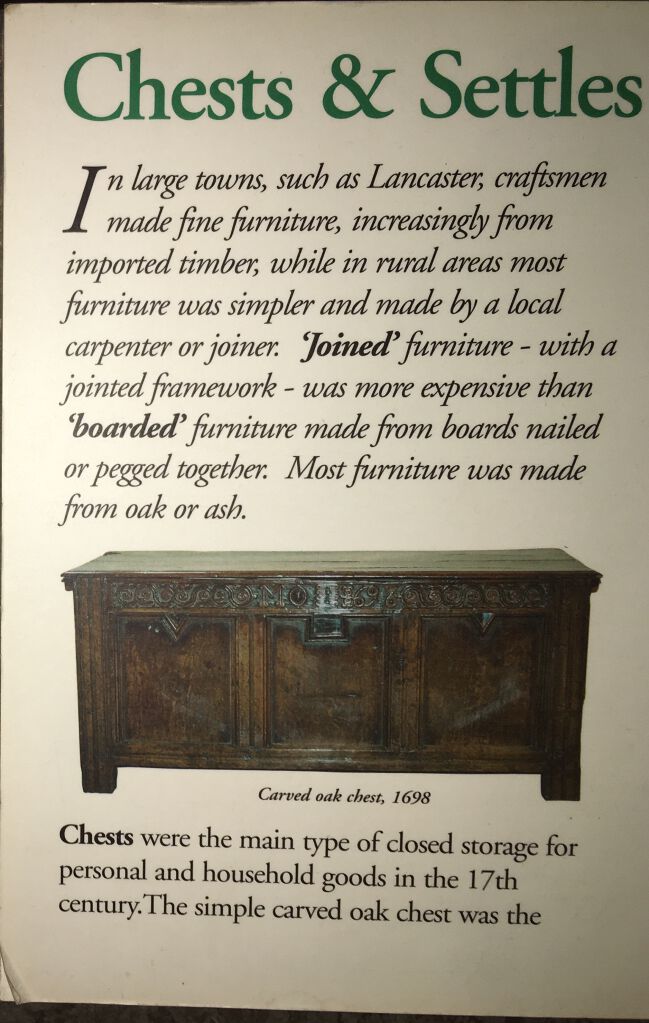 Chests & Settles
In large towns, such as Lancaster, craftsmen
made fine furniture, increasingly from
imported timber, while in rural areas most
furniture was simpler and made by a local
carpenter or joiner. 'Joined' furniture - with a
jointed framework - was more expensive than
'boarded' furniture made from boards nailed
or pegged together. Most furniture was made
from oak or ash.
Carved oak chest, 1698
Chests were the main type of closed storage for
personal and household goods in the 17th
century.The simple carved oak chest was the